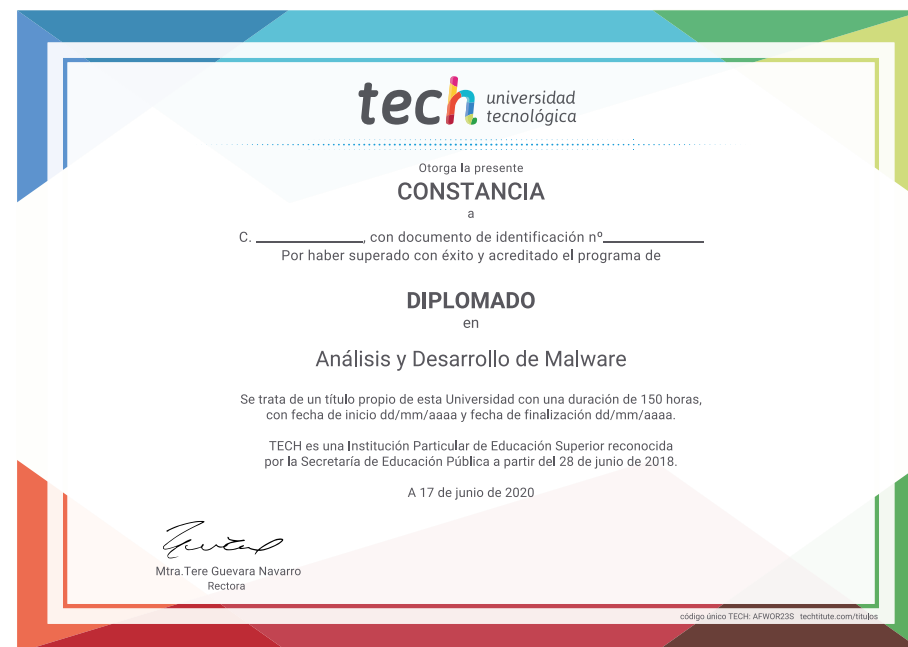 tech universidad
tecnológica
Otorga la presente
CONSTANCIA
a
C. ______________, con documento de identificación nº______________
Por haber superado con éxito y acreditado el programa de
DIPLOMADO
en
Análisis y Desarrollo de Malware
Se trata de un título propio de esta Universidad con una duración de 150 horas,
con fecha de inicio dd/mm/aaaa y fecha de finalización dd/mm/aaaa.
TECH es una Institución Particular de Educación Superior reconocida
por la Secretaría de Educación Pública a partir del 28 de junio de 2018.
A 17 de junio de 2020
Mtra.Tere Guevara Navarro
Rectora
código único TECH: AFWOR23S techtitute.com/titulos